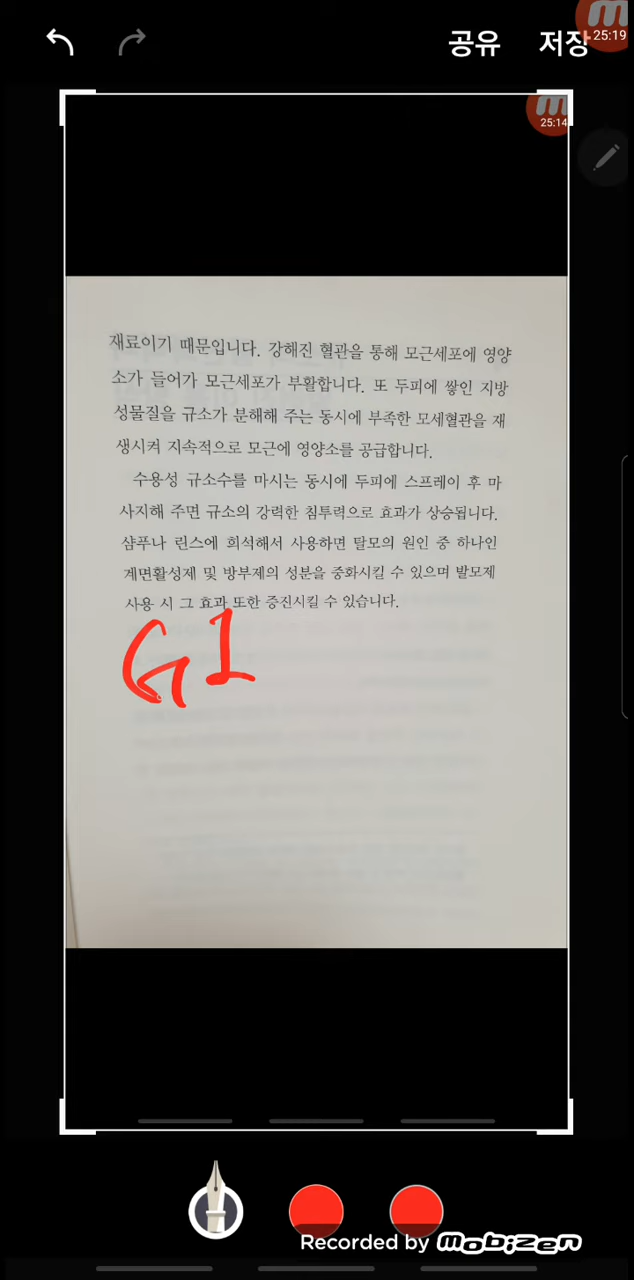 공유 저장
25:19
25:14
재료이기 때문입니다. 강해진 혈관을 통해 모근세포에 영양
소가 들어가 모근세포가 부활합니다. 또 두피에 쌓인 지방
성물질을 규소가 분해해 주는 동시에 부족한 모세혈관을 재
생시켜 지속적으로 모근에 영양소를 공급합니다.
수용성 규소수를 마시는 동시에 두피에 스프레이 후 마
사지해 주면 규소의 강력한 침투력으로 효과가 상승됩니다.
샴푸나 린스에 희석해서 사용하면 탈모의 원인 중 하나인
계면활성제 및 방부제의 성분을 중화시킬 수 있으며 발모제
사용 시 그 효과 또한 증진시킬 수 있습니다.
G1
Recorded by mobizen